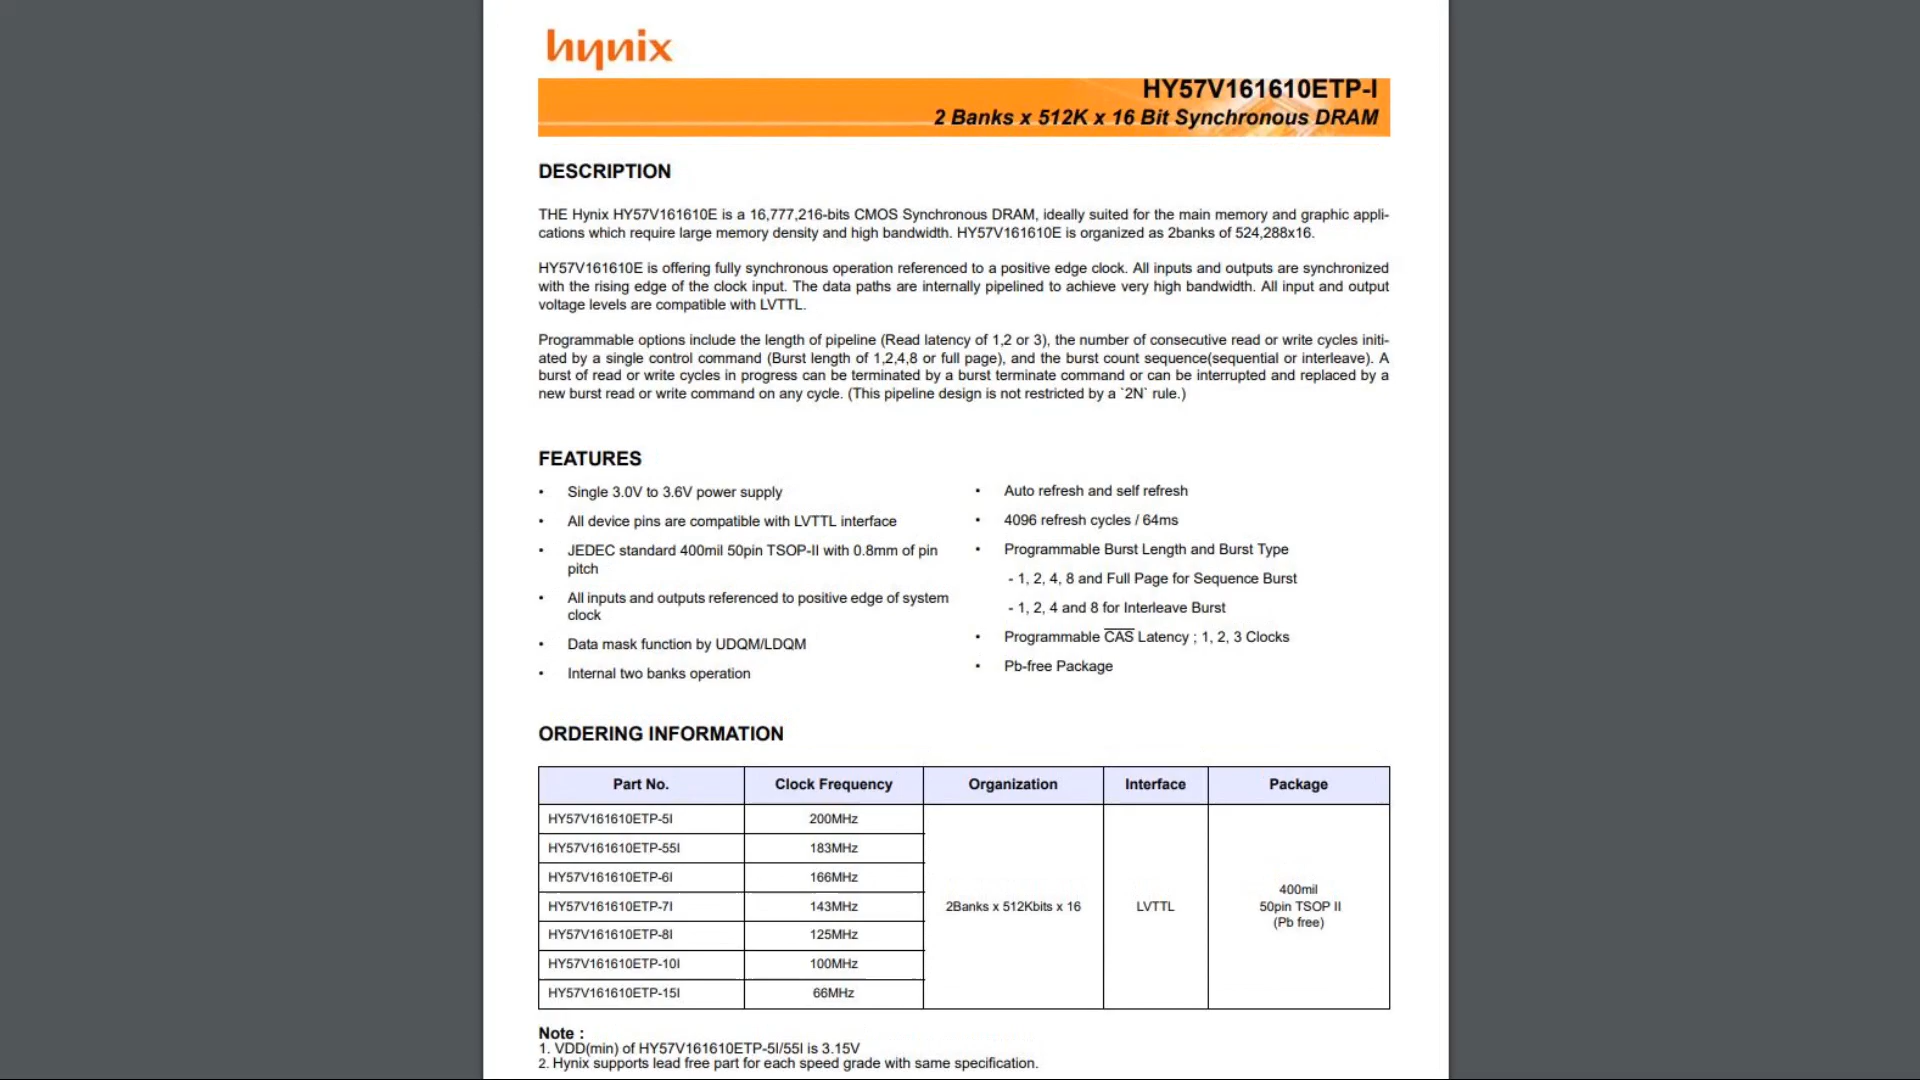 hynix
HY57V161610ETP-I
2 Banks x 512K x 16 Bit Synchronous DRAM
DESCRIPTION
THE Hynix HY57V161610E is a 16,777,216-bits CMOS Synchronous DRAM, ideally suited for the main memory and graphic appli-
cations which require large memory density and high bandwidth. HY57V161610E is organized as 2banks of 524,288x16.
HY57V161610E is offering fully synchronous operation referenced to a positive edge clock. All inputs and outputs are synchronized
with the rising edge of the clock input. The data paths are internally pipelined to achieve very high bandwidth. All input and output
voltage levels are compatible with LVTTL.
Programmable options include the length of pipeline (Read latency of 1,2 or 3), the number of consecutive read or write cycles initi-
ated by a single control command (Burst length of 1,2,4,8 or full page), and the burst count sequence(sequential or interleave). A
burst of read or write cycles in progress can be terminated by a burst terminate command or can be interrupted and replaced by a
new burst read or write command on any cycle. (This pipeline design is not restricted by a `2N` rule.)
FEATURES
• Single 3.0V to 3.6V power supply
• All device pins are compatible with LVTTL interface
• JEDEC standard 400mil 50pin TSOP-II with 0.8mm of pin
pitch
• All inputs and outputs referenced to positive edge of system
clock
• Data mask function by UDQM/LDQM
• Internal two banks operation
• Auto refresh and self refresh
• 4096 refresh cycles / 64ms
• Programmable Burst Length and Burst Type
- 1, 2, 4, 8 and Full Page for Sequence Burst
- 1, 2, 4 and 8 for Interleave Burst
• Programmable CAS Latency ; 1, 2, 3 Clocks
• Pb-free Package
ORDERING INFORMATION
Part No. Clock Frequency Organization Interface Package
HY57V161610ETP-5I 200MHz
HY57V161610ETP-55I 183MHz
HY57V161610ETP-6I 166MHz
HY57V161610ETP-7I 143MHz
HY57V161610ETP-8I 125MHz
HY57V161610ETP-10I 100MHz
HY57V161610ETP-15I 66MHz
2Banks x 512Kbits x 16
LVTTL
400mil
50pin TSOP II
(Pb free)
Note :
1. VDD(min) of HY57V161610ETP-5I/55I is 3.15V
2. Hynix supports lead free part for each speed grade with same specification.